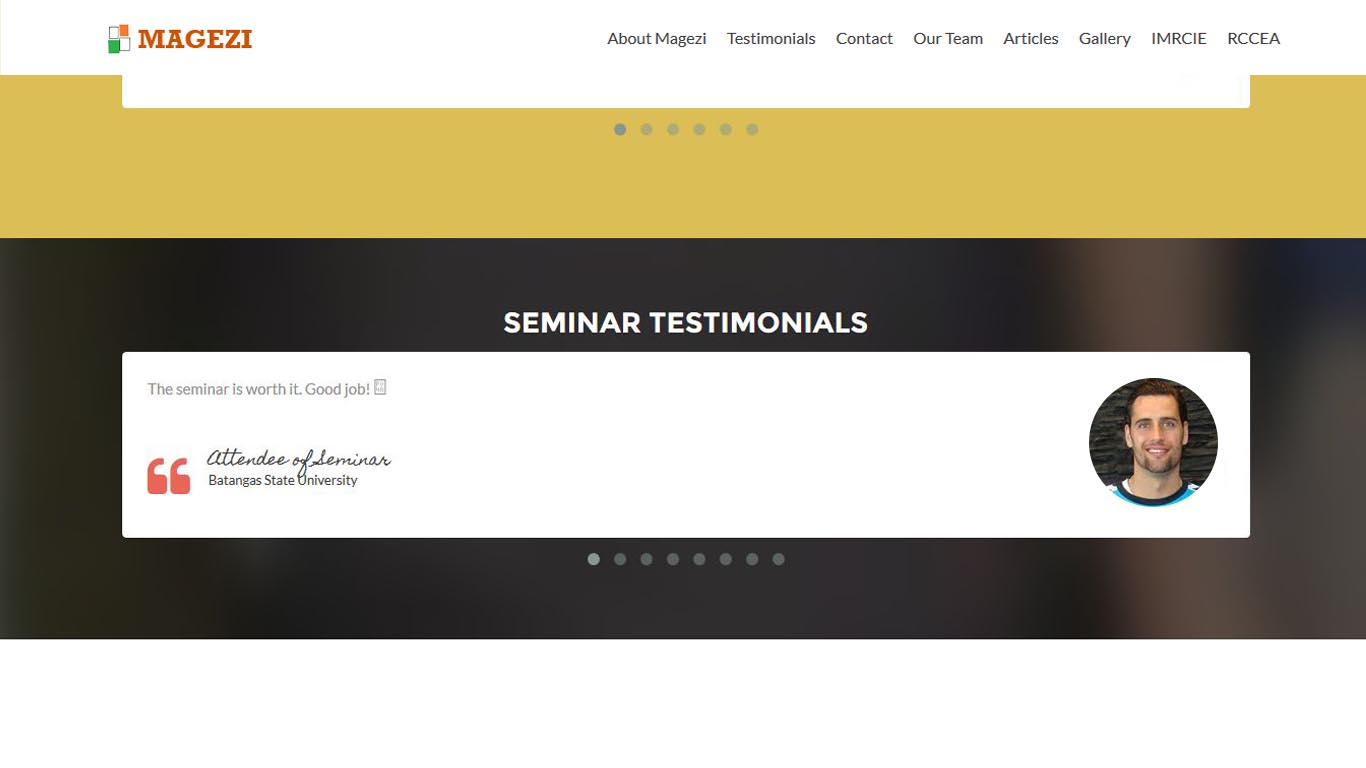 MAGEZI
About Magezi Testimonials Contact Our Team Articles Gallery IMRCIE RCCEA
SEMINAR TESTIMONIALS
The seminar is worth it. Good job!
Attendee of Seminar
Batangas State University